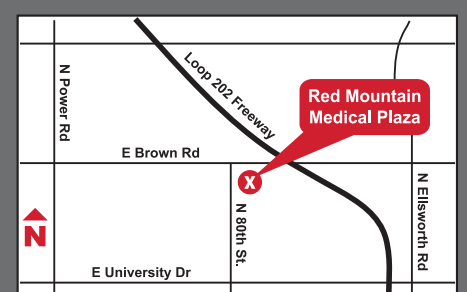 N Power Rd
Loop 202 Freeway
Red Mountain
Medical Plaza
E Brown Rd
X
N 80th St.
N Ellsworth Rd
N
E University Dr